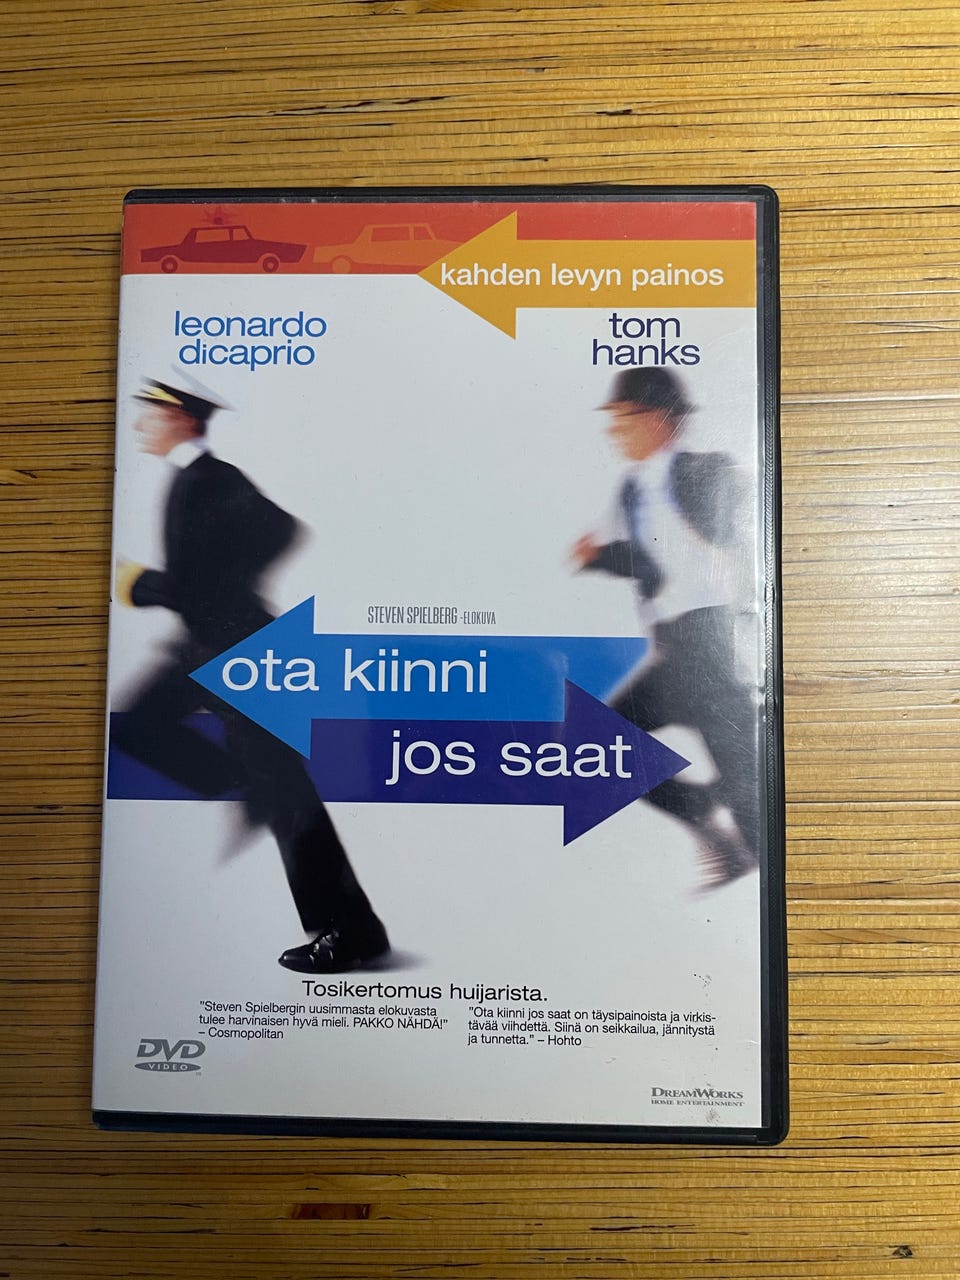 kahden levyn painos
leonardo
dicaprio
tom
hanks
STEVEN SPIELBERG -ELOKUVA
ota kiinni
jos saat
Tosikertomus huijarista.
"Steven Spielbergin uusimmasta elokuvasta
tulee harvinaisen hyvä mieli. PAKKO NÄHDÄ!"
– Cosmopolitan
"Ota kiinni jos saat on täysipainoista ja virkis-
tävää viihdettä. Siinä on seikkailua, jännitystä
ja tunnetta." – Hohto
DVD
VIDEO
DREAMWORKS
HOME ENTERTAINMENT